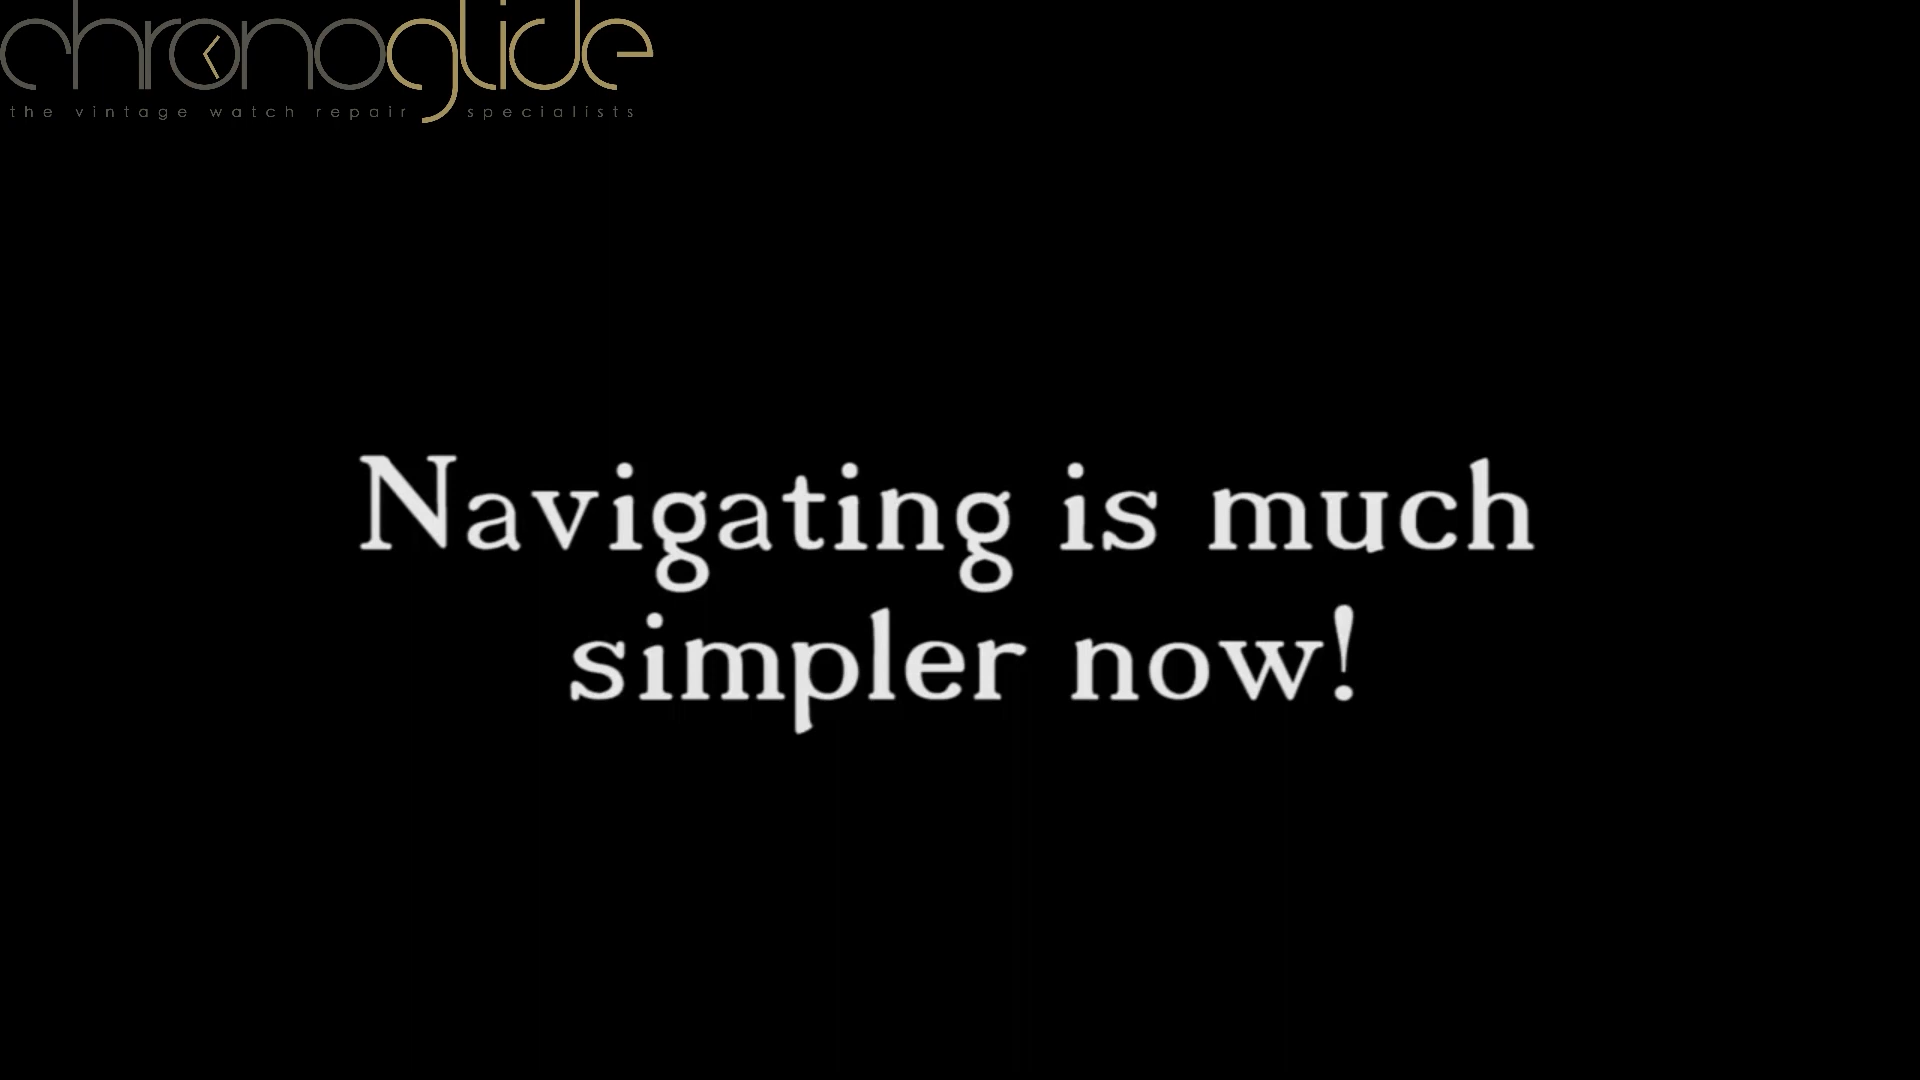 chronoglide
the vintage watch repair specialists
Navigating is much
simpler now!